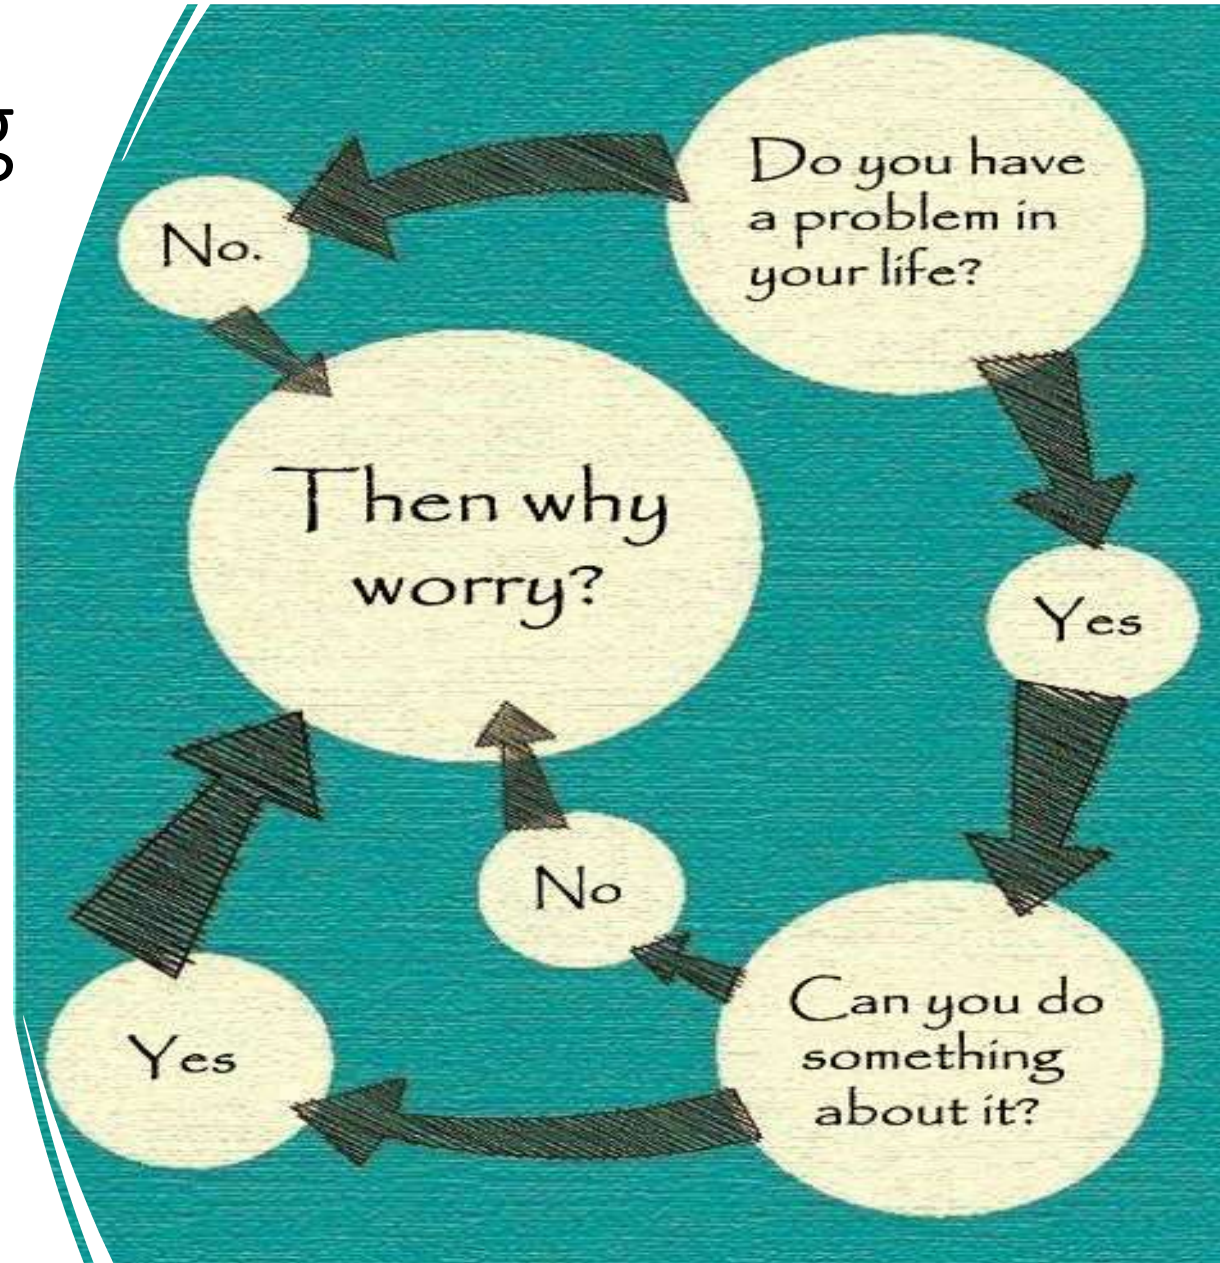 g
Do you have
a problem in
your life?
No.
Then why
worry?
Yes
No
Can you do
something
about it?
Yes